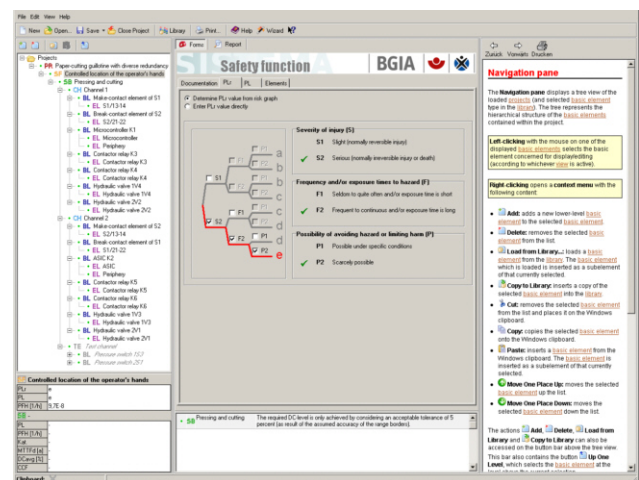 File Edit View Help
New Open... Save Close Project Library Print... Help Wizard
Projects
PR Paper-cutting guillotine with diverse redundancy
SF Controlled location of the operator's hands
SB Pressing and cutting
CH Channel 1
BL Make-contact element of S1
EL S1/13-14
BL Break-contact element of S2
EL S2/21-22
BL Microcontroller K1
EL Microcontroller
EL Periphery
BL Contactor relay K3
EL Contactor relay K3
BL Contactor relay K4
EL Contactor relay K4
BL Hydraulic valve 1V4
EL Hydraulic valve 1V4
BL Hydraulic valve 2V2
EL Hydraulic valve 2V2
CH Channel 2
BL Make-contact element of S2
EL S2/13-14
BL Break-contact element of S1
EL S1/21-22
BL ASIC K2
EL ASIC
EL Periphery
BL Contactor relay K5
EL Contactor relay K5
BL Contactor relay K6
EL Contactor relay K6
BL Hydraulic valve 1V3
EL Hydraulic valve 1V3
BL Hydraulic valve 2V1
EL Hydraulic valve 2V1
TE Test channel
BL Pressure switch 1S3
BL Pressure switch 2S1
Controlled location of the operator's hands
PLr e
PL e
PFH [1/h] 9,7E-8
SB -
PL -
PFH [1/h] -
Kat -
MTTFd [a] -
DCavg [%] -
CCF -
Clipboard:
Forms Report
Safety function
BGIA
Documentation PLr PL Elements
Determine PLr value from risk graph
Enter PLr value directly
S1
F1
P1
a
P2
b
F2
P1
b
P2
c
S2
F1
P1
c
P2
d
F2
P1
d
P2
e
Severity of injury (S)
S1 Slight (normally reversible injury)
S2 Serious (normally irreversible injury or death)
Frequency and/or exposure times to hazard (F)
F1 Seldom to quite often and/or exposure time is short
F2 Frequent to continuous and/or exposure time is long
Possibility of avoiding hazard or limiting harm (P)
P1 Possible under specific conditions
P2 Scarcely possible
SB Pressing and cutting The required DC-level is only achieved by considering an acceptable tolerance of 5
percent (as result of the assumed accuracy of the range borders).
Zurück Vorwärts Drucken
Navigation pane
The Navigation pane displays a tree view of the
loaded projects (and selected basic element
type in the library). The tree represents the
hierarchical structure of the basic elements
contained within the project.
Left-clicking with the mouse on one of the
displayed basic elements selects the basic
element concerned for displayediting
(according to whichever view is active).
Right-clicking opens a context menu with the
following content:
Add: adds a new lower-level basic
element to the selected basic element.
Delete: removes the selected basic
element from the list.
Load from Library...: loads a basic
element from the library. The basic element
which is loaded is inserted as a subelement
of that currently selected.
Copy to Library: inserts a copy of the
selected basic element into the library.
Cut: removes the selected basic element
from the list and places it on the Windows
clipboard.
Copy: copies the selected basic element
onto the Windows clipboard.
Paste: inserts a basic element from the
Windows clipboard. The basic element is
inserted as a subelement of that currently
selected.
Move One Place Up: moves the selected
basic element up the list.
Move One Place Down: moves the
selected basic element down the list.
The actions Add, Delete, Load from
Library and Copy to Library can also be
accessed on the button bar above the tree view.
This bar also contains the button Up One
Level, which selects the basic element at the